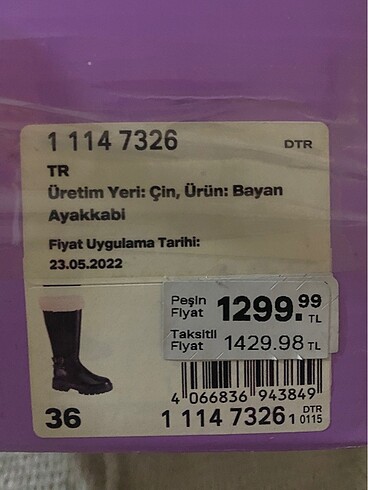 1 114 7326 DTR
TR
Üretim Yeri: Çin, Ürün: Bayan
Ayakkabi
Fiyat Uygulama Tarihi:
23.05.2022
Peşin Fiyat 1299.99 TL
Taksitli Fiyat 1429.98 TL
4 066836 943849
36
1 114 7326 1 DTR 0115